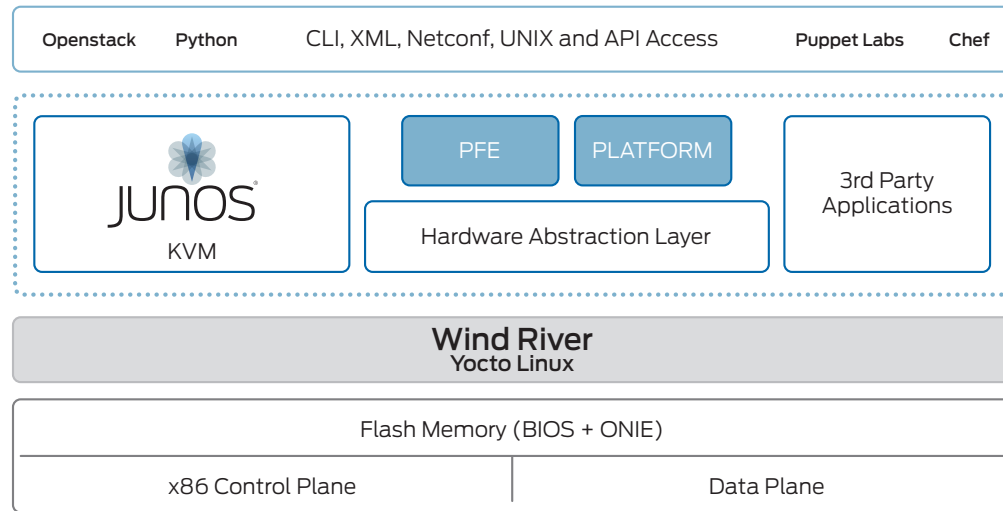 Openstack Python CLI, XML, Netconf, UNIX and API Access Puppet Labs Chef
JUNOS®
KVM
PFE
PLATFORM
Hardware Abstraction Layer
3rd Party
Applications
Wind River
Yocto Linux
Flash Memory (BIOS + ONIE)
x86 Control Plane
Data Plane